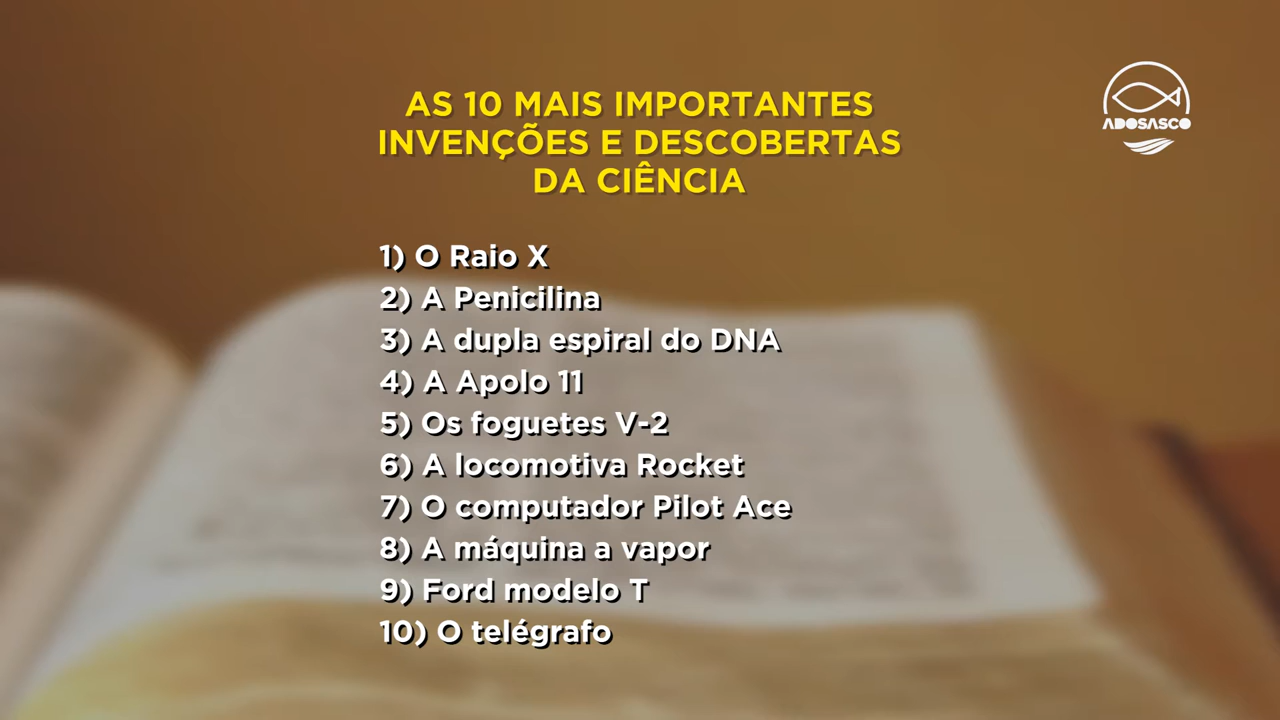 AS 10 MAIS IMPORTANTES
INVENÇÕES E DESCOBERTAS
DA CIÊNCIA
ADOSASCO
1) O Raio X
2) A Penicilina
3) A dupla espiral do DNA
4) A Apolo 11
5) Os foguetes V-2
6) A locomotiva Rocket
7) O computador Pilot Ace
8) A máquina a vapor
9) Ford modelo T
10) O telégrafo